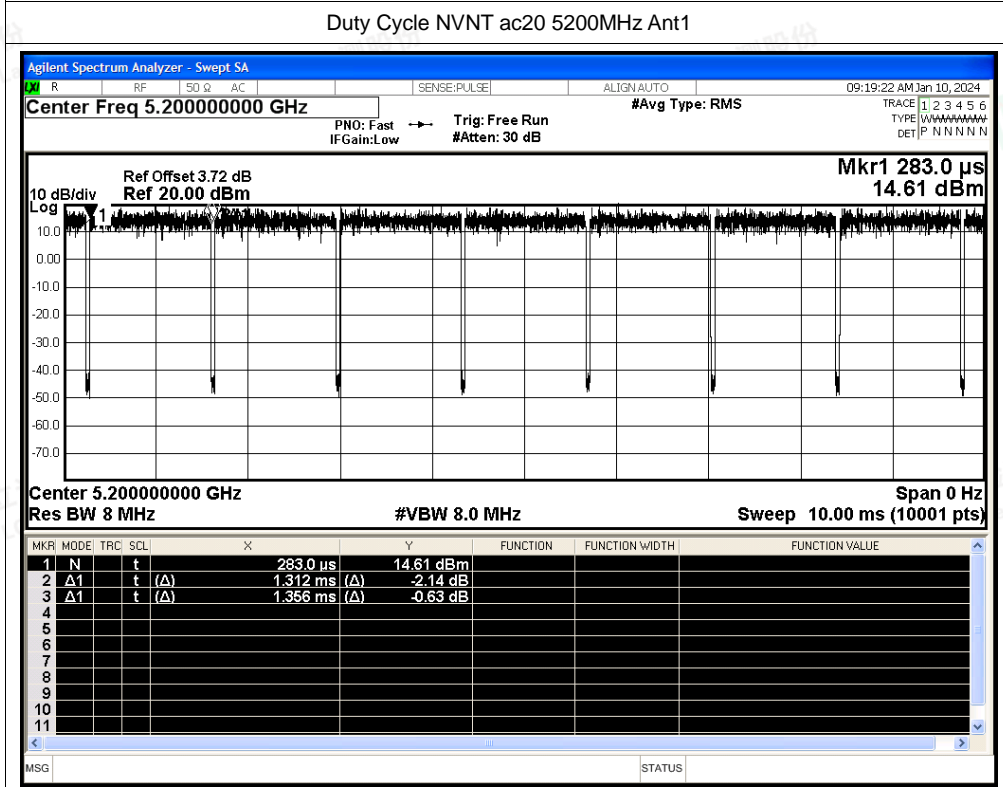 Duty Cycle NVNT ac20 5200MHz Ant1
Agilent Spectrum Analyzer - Swept SA
LXI R RF 50 Ω AC SENSE:PULSE ALIGN AUTO 09:19:22 AM Jan 10, 2024
Center Freq 5.200000000 GHz #Avg Type: RMS TRACE 1 2 3 4 5 6
PNO: Fast Trig: Free Run TYPE WWWWWW
IFGain:Low #Atten: 30 dB DET P N N N N N
Mkr1 283.0 µs
Ref Offset 3.72 dB
10 dB/div Ref 20.00 dBm 14.61 dBm
Log
1
10.0
0.00
-10.0
-20.0
-30.0
-40.0
-50.0
-60.0
-70.0
Center 5.200000000 GHz Span 0 Hz
Res BW 8 MHz #VBW 8.0 MHz Sweep 10.00 ms (10001 pts)
MKR MODE TRC SCL X Y FUNCTION FUNCTION WIDTH FUNCTION VALUE
1 N t 283.0 µs 14.61 dBm
2 Δ1 t (Δ) 1.312 ms (Δ) -2.14 dB
3 Δ1 t (Δ) 1.356 ms (Δ) -0.63 dB
4
5
6
7
8
9
10
11
MSG STATUS